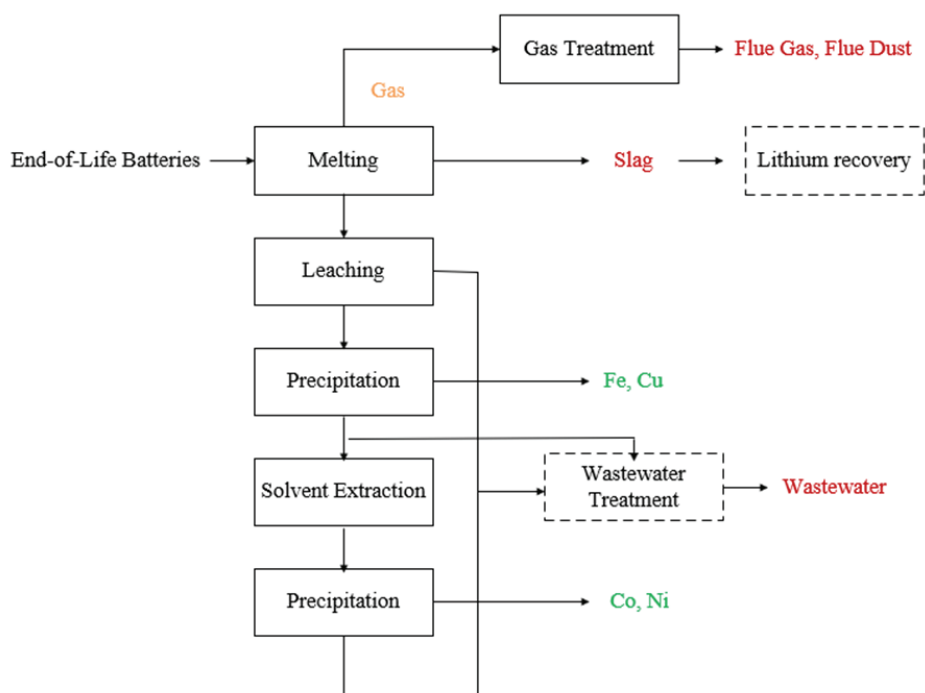 Gas Treatment
Flue Gas, Flue Dust
Gas
End-of-Life Batteries
Melting
Slag
Lithium recovery
Leaching
Precipitation
Fe, Cu
Solvent Extraction
Wastewater
Treatment
Wastewater
Precipitation
Co, Ni